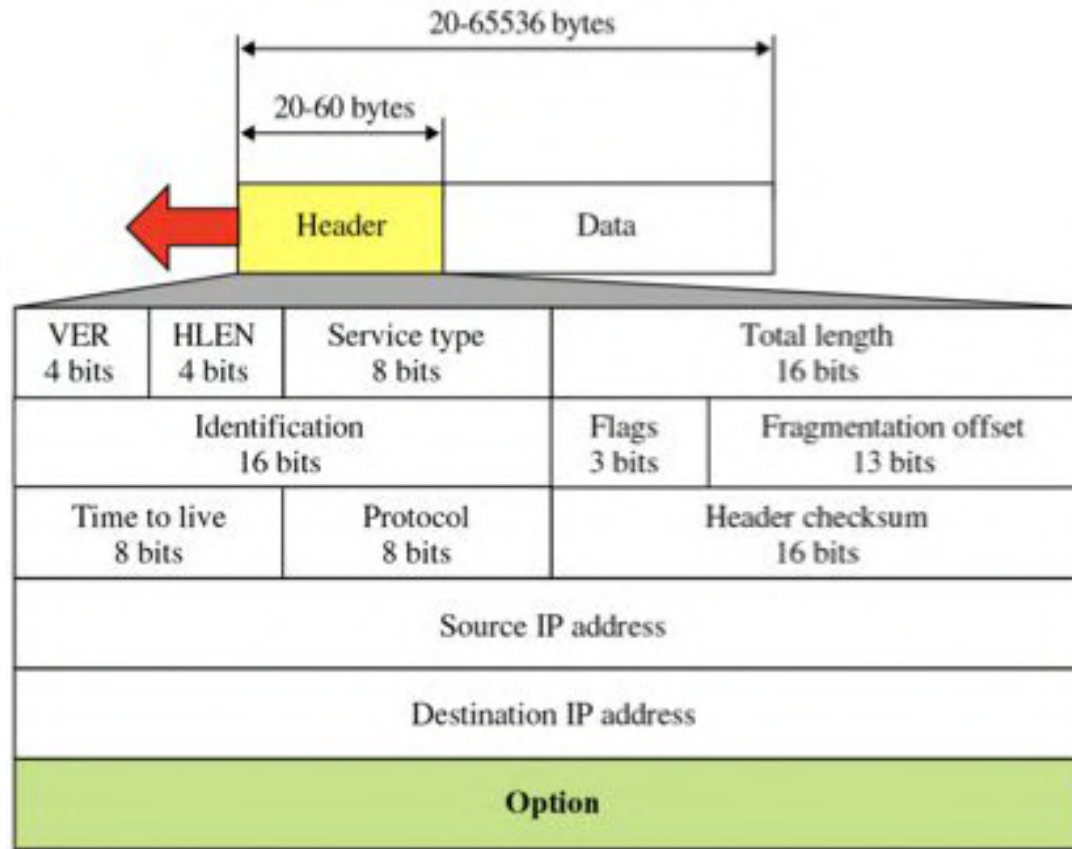 20-65536 bytes
20-60 bytes
Header
Data
VER
4 bits
HLEN
4 bits
Service type
8 bits
Total length
16 bits
Identification
16 bits
Flags
3 bits
Fragmentation offset
13 bits
Time to live
8 bits
Protocol
8 bits
Header checksum
16 bits
Source IP address
Destination IP address
Option